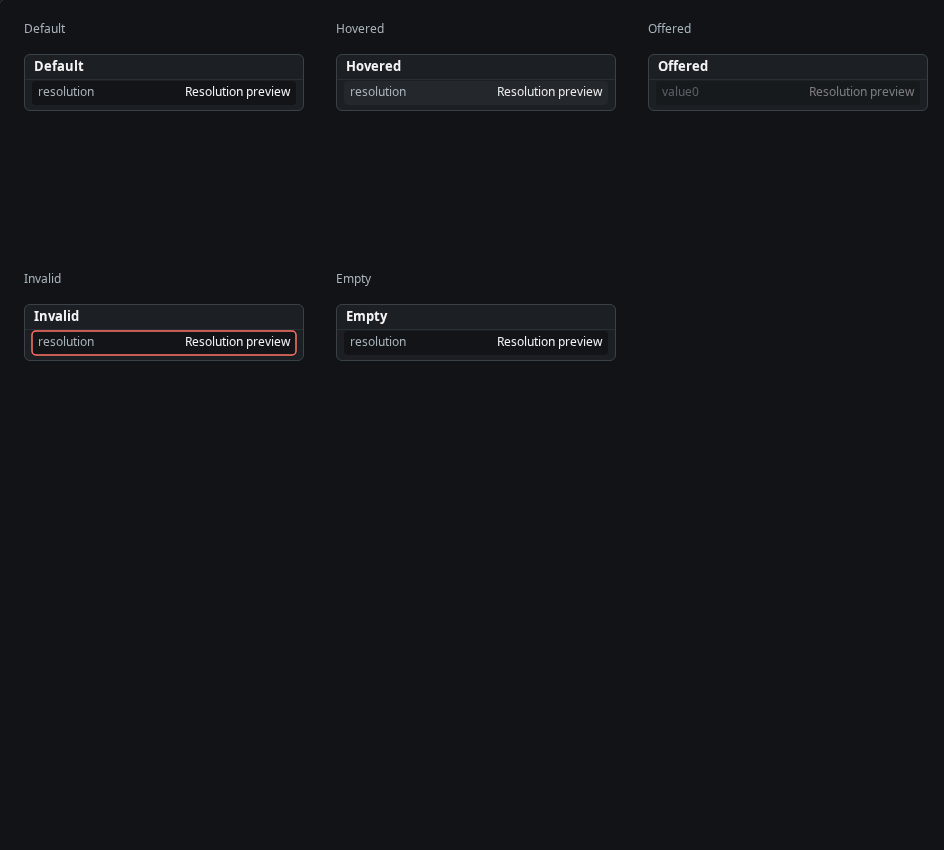 Default
Hovered
Offered
Default
Hovered
Offered
resolution Resolution preview
resolution Resolution preview
value0 Resolution preview
Invalid
Empty
Invalid
Empty
resolution Resolution preview
resolution Resolution preview